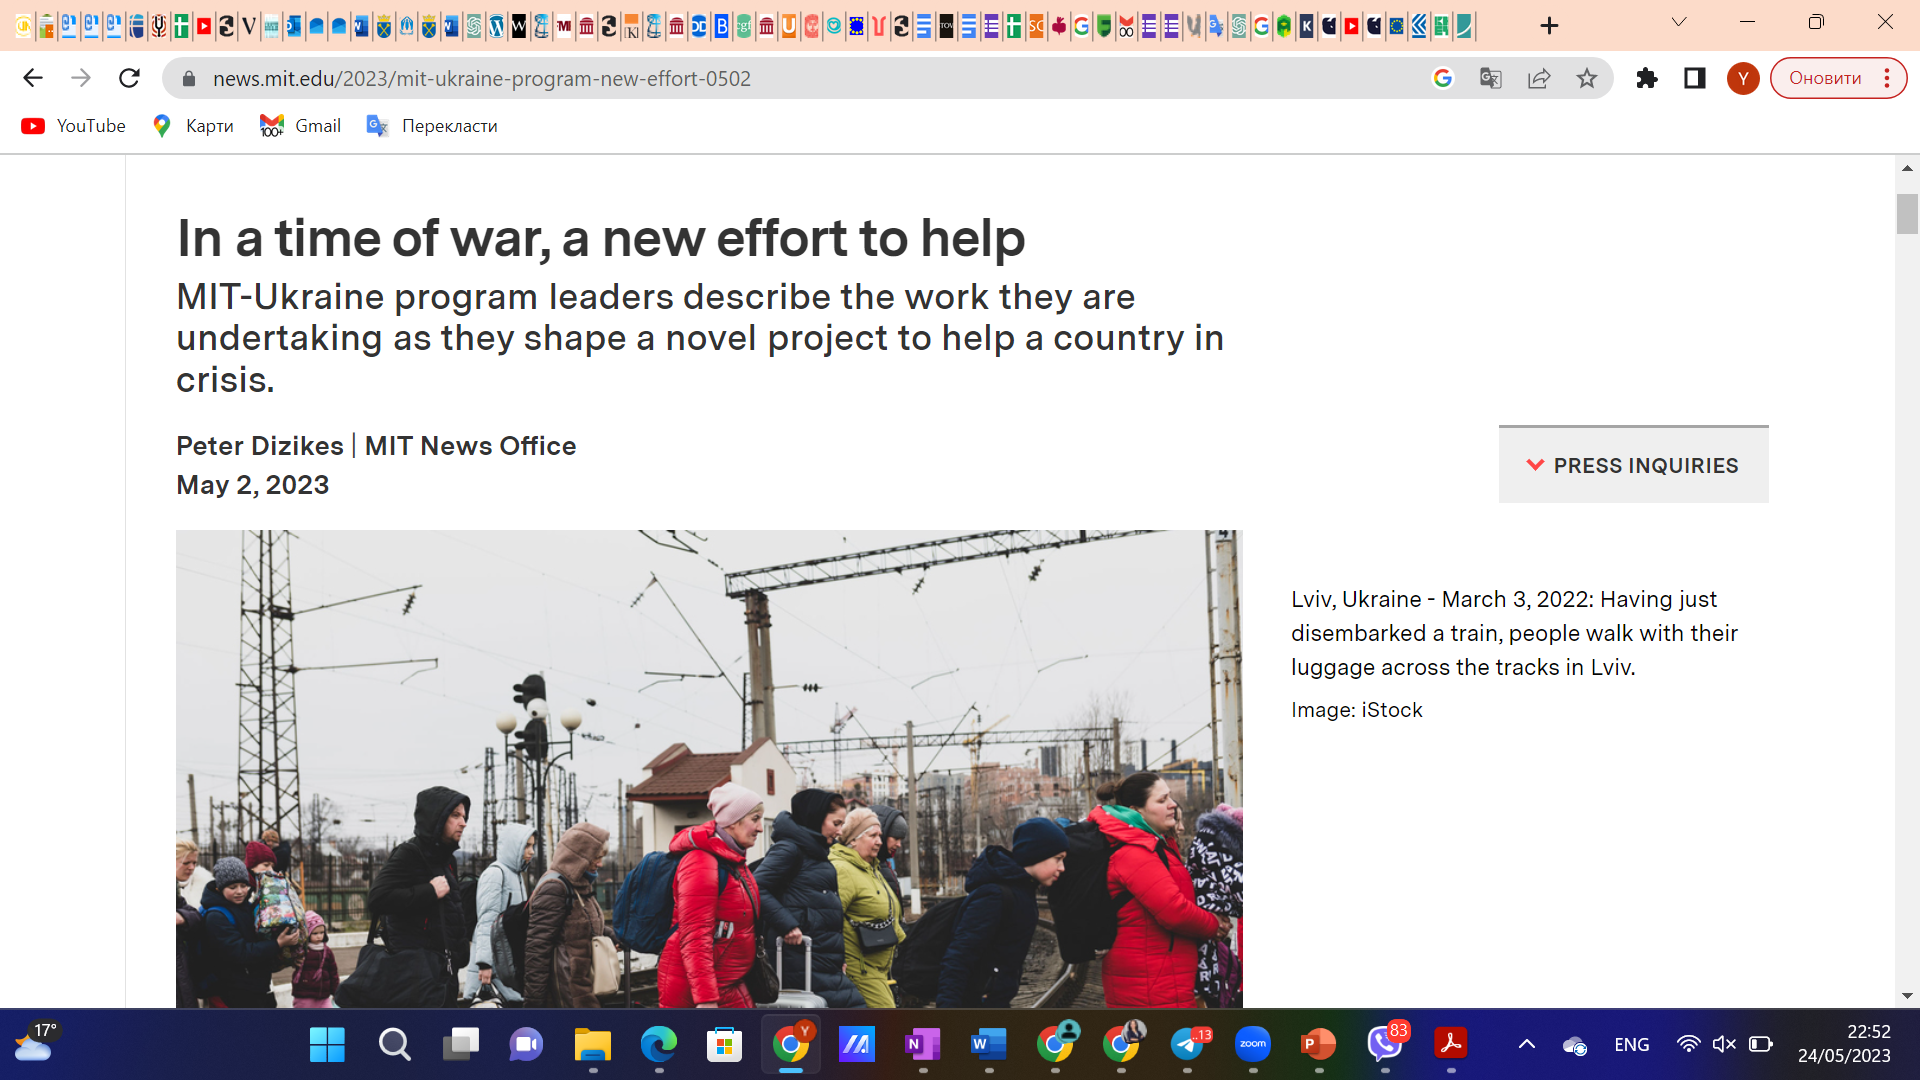 news.mit.edu/2023/mit-ukraine-program-new-effort-0502
Y
Оновити
YouTube
Карти
100+
Gmail
Перекласти
In a time of war, a new effort to help
MIT-Ukraine program leaders describe the work they are
undertaking as they shape a novel project to help a country in
crisis.
Peter Dizikes | MIT News Office
May 2, 2023
PRESS INQUIRIES
Lviv, Ukraine - March 3, 2022: Having just
disembarked a train, people walk with their
luggage across the tracks in Lviv.
Image: iStock
17°
Y
N
W
..13
zoom
P
83
ENG
22:52
24/05/2023